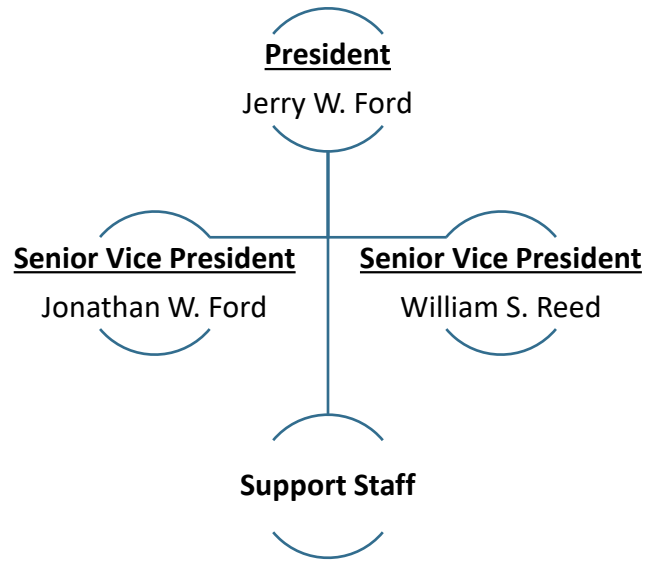 President
Jerry W. Ford
Senior Vice President
Jonathan W. Ford
Senior Vice President
William S. Reed
Support Staff